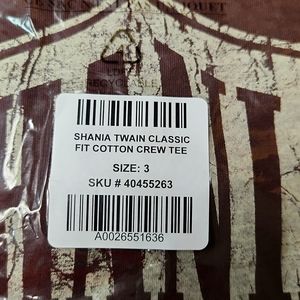 SHANIA TWAIN CLASSIC
FIT COTTON CREW TEE
SIZE: 3
SKU # 40455263
A0026551636